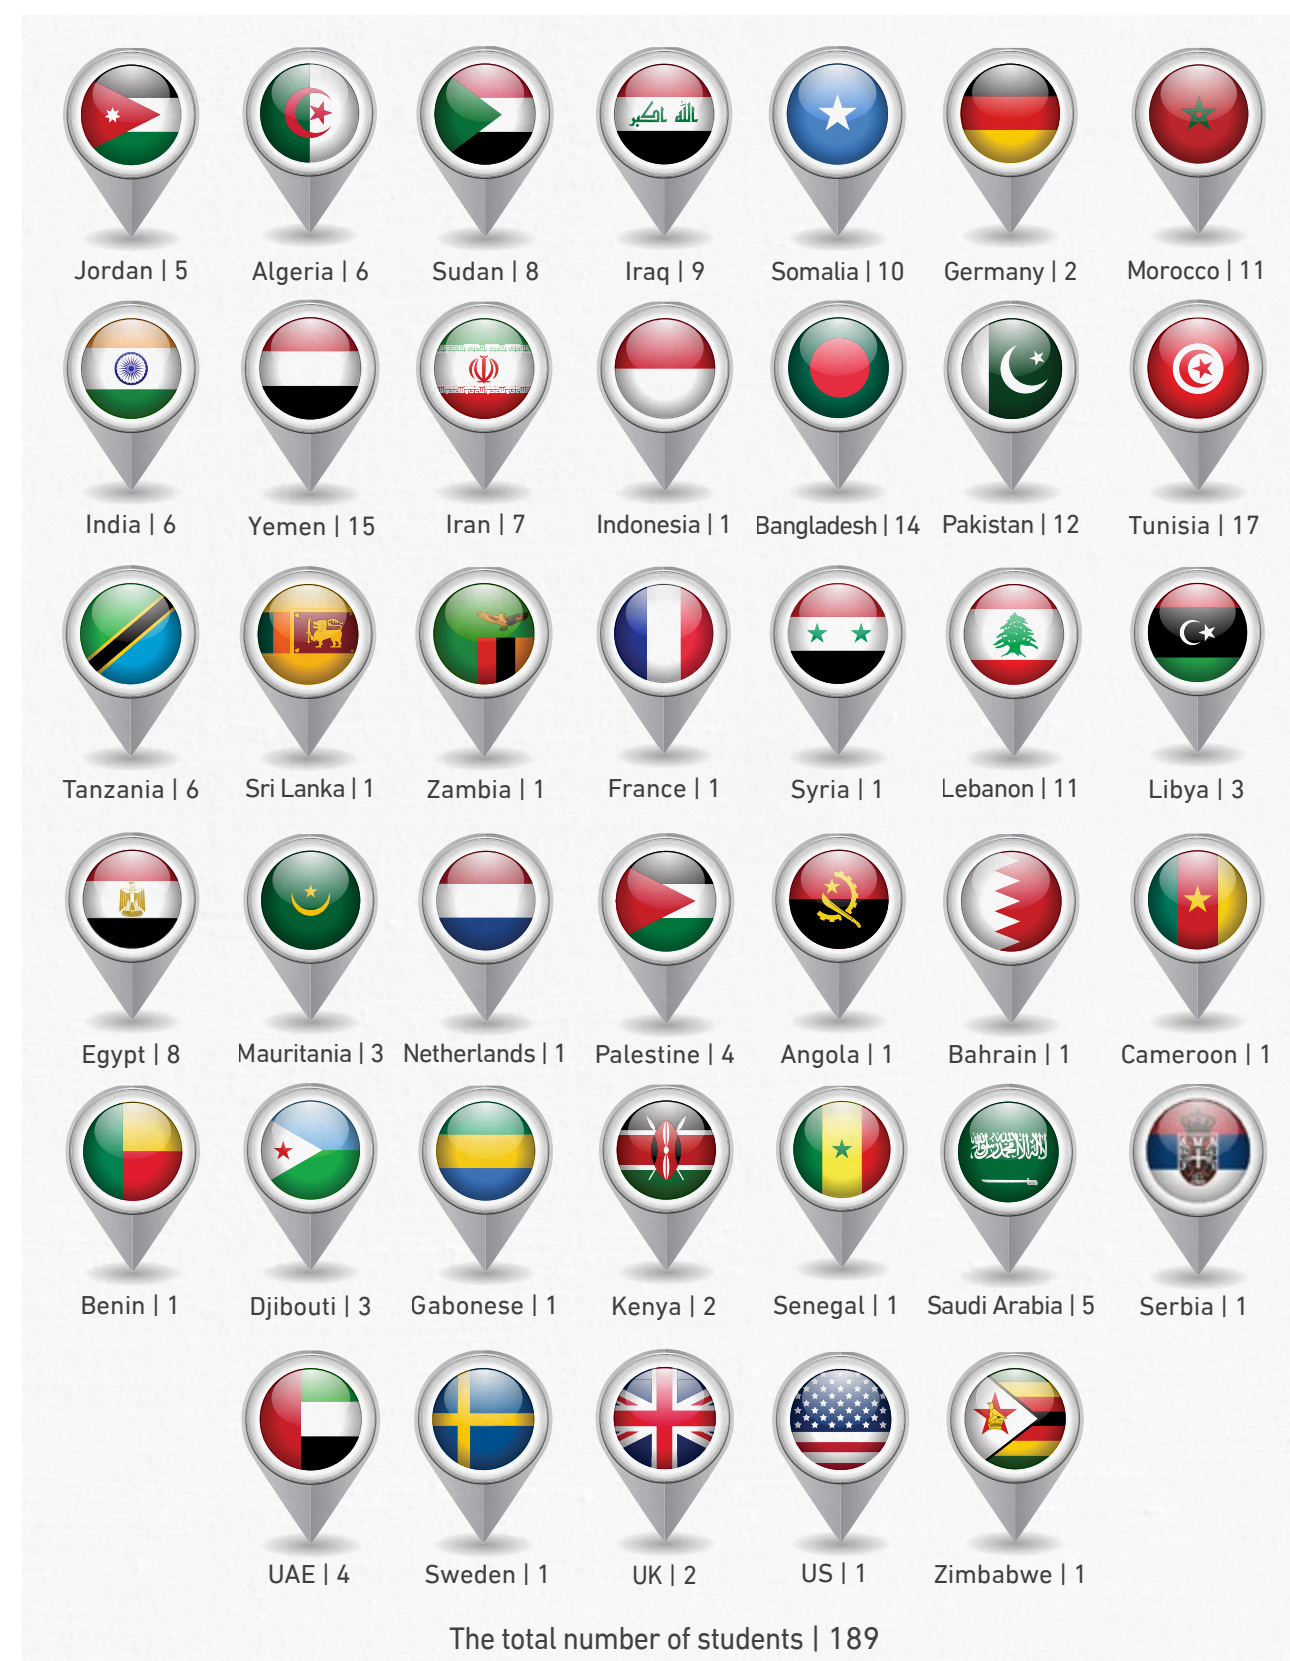 Jordan | 5
Algeria | 6
Sudan | 8
Iraq | 9
Somalia | 10
Germany | 2
Morocco | 11
India | 6
Yemen | 15
Iran | 7
Indonesia | 1
Bangladesh | 14
Pakistan | 12
Tunisia | 17
Tanzania | 6
Sri Lanka | 1
Zambia | 1
France | 1
Syria | 1
Lebanon | 11
Libya | 3
Egypt | 8
Mauritania | 3
Netherlands | 1
Palestine | 4
Angola | 1
Bahrain | 1
Cameroon | 1
Benin | 1
Djibouti | 3
Gabonese | 1
Kenya | 2
Senegal | 1
Saudi Arabia | 5
Serbia | 1
UAE | 4
Sweden | 1
UK | 2
US | 1
Zimbabwe | 1
The total number of students | 189